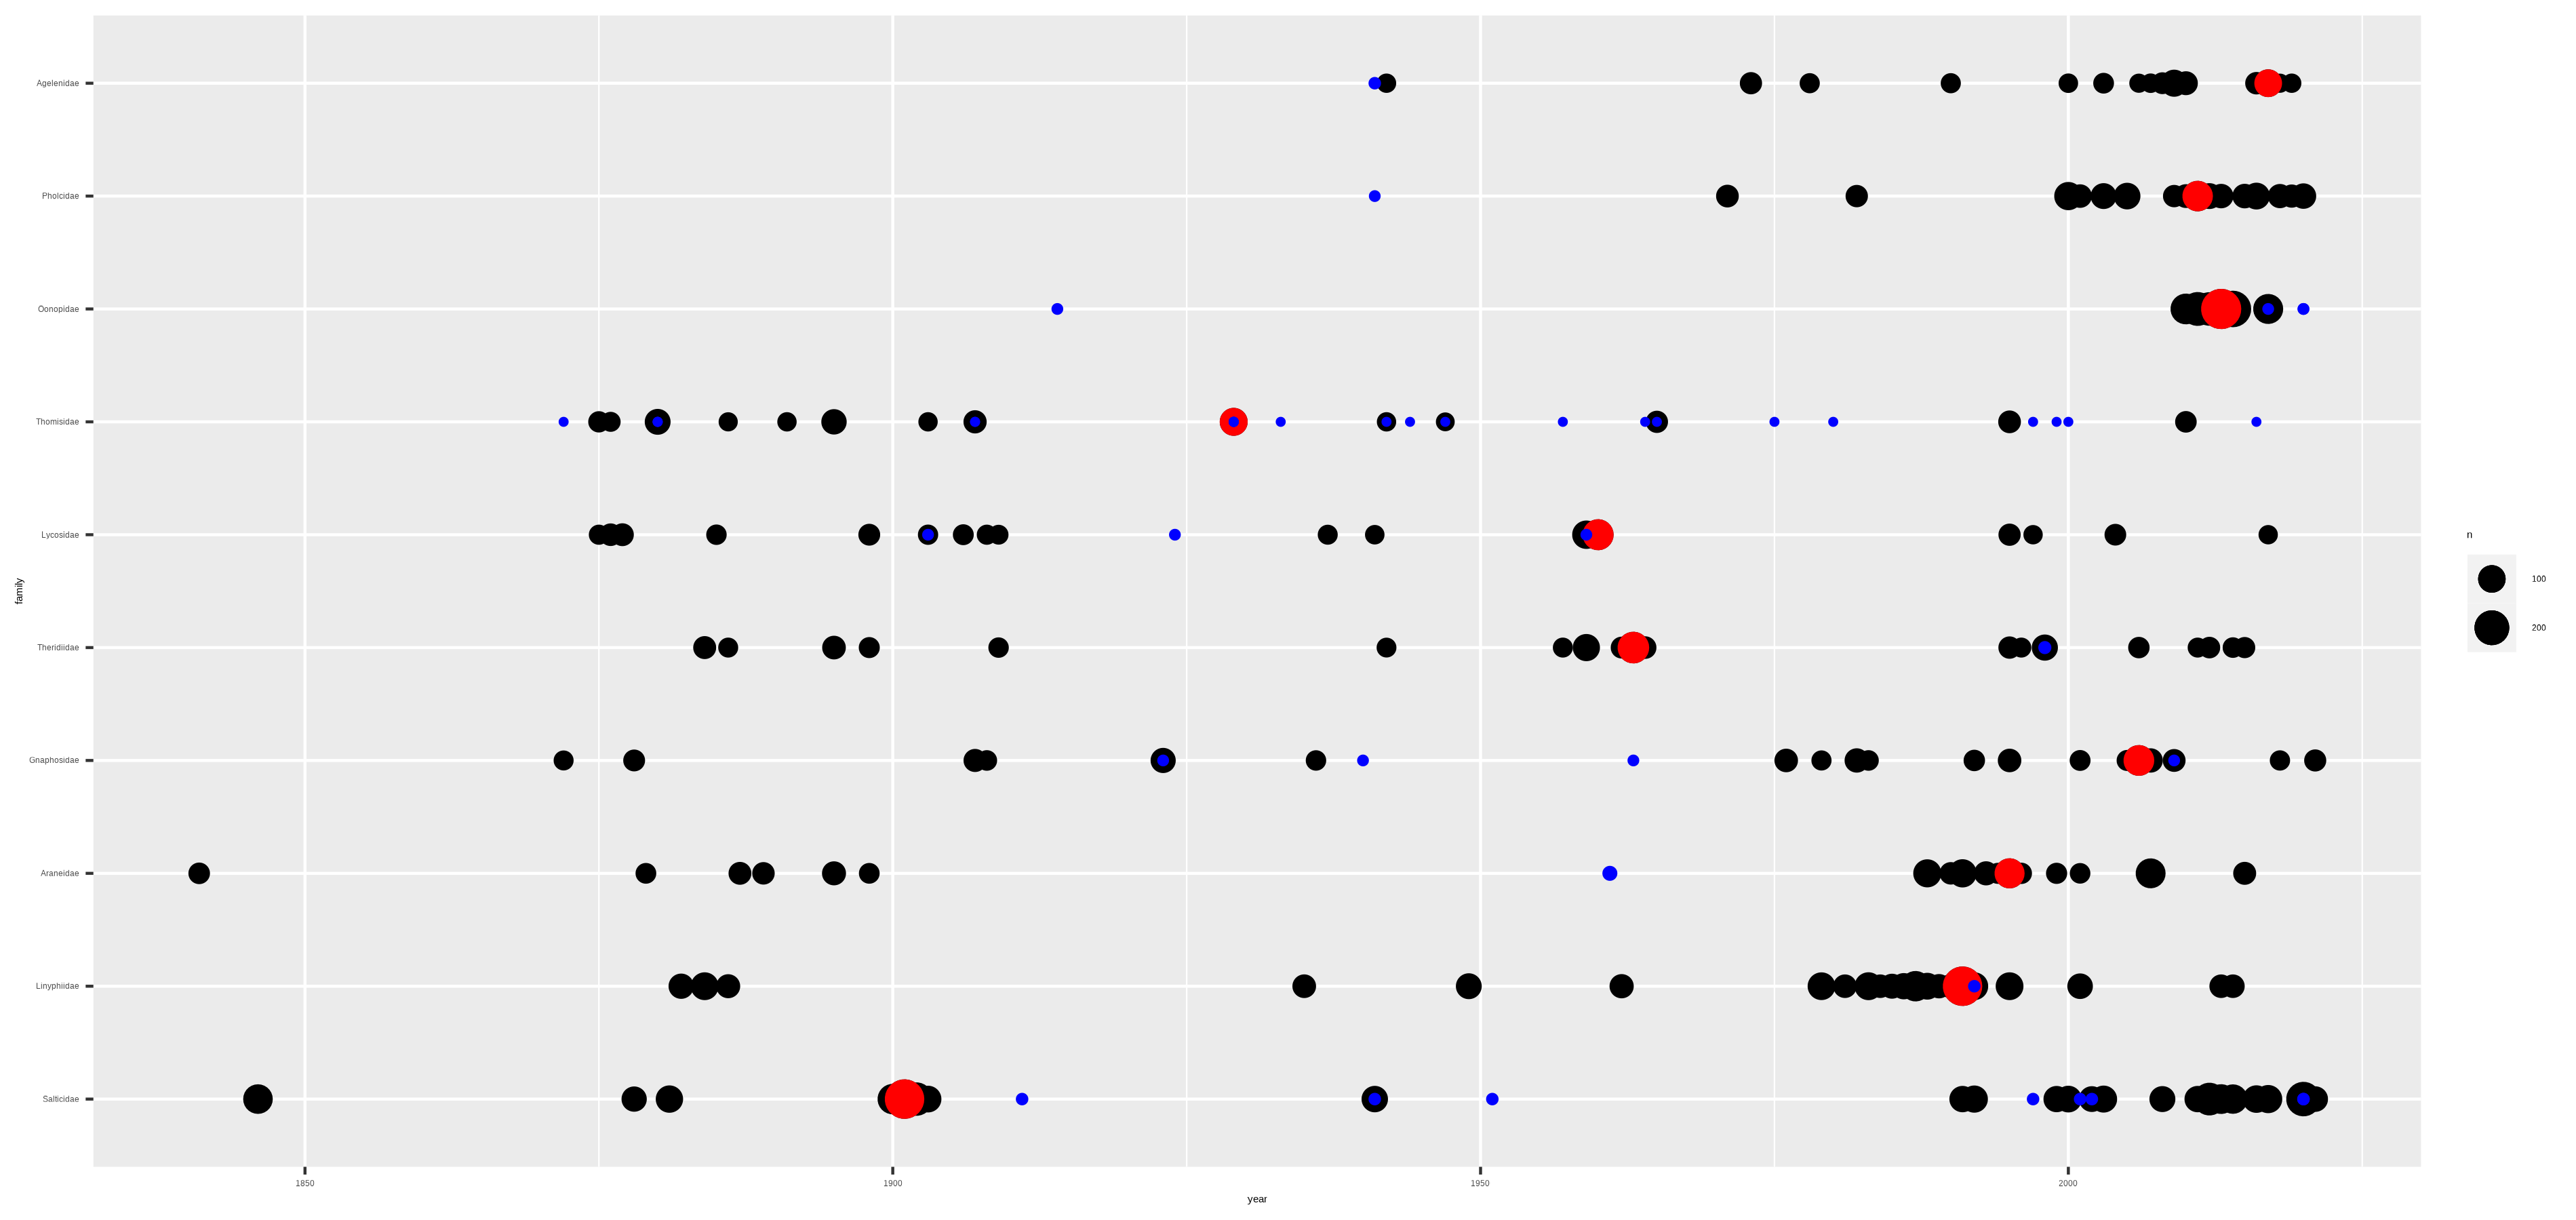 Agelenidae
Pholcidae
Oonopidae
Thomisidae
Lycosidae
Theridiidae
Gnaphosidae
Araneidae
Linyphiidae
Salticidae
family
1850
1900
1950
2000
year
n
100
200